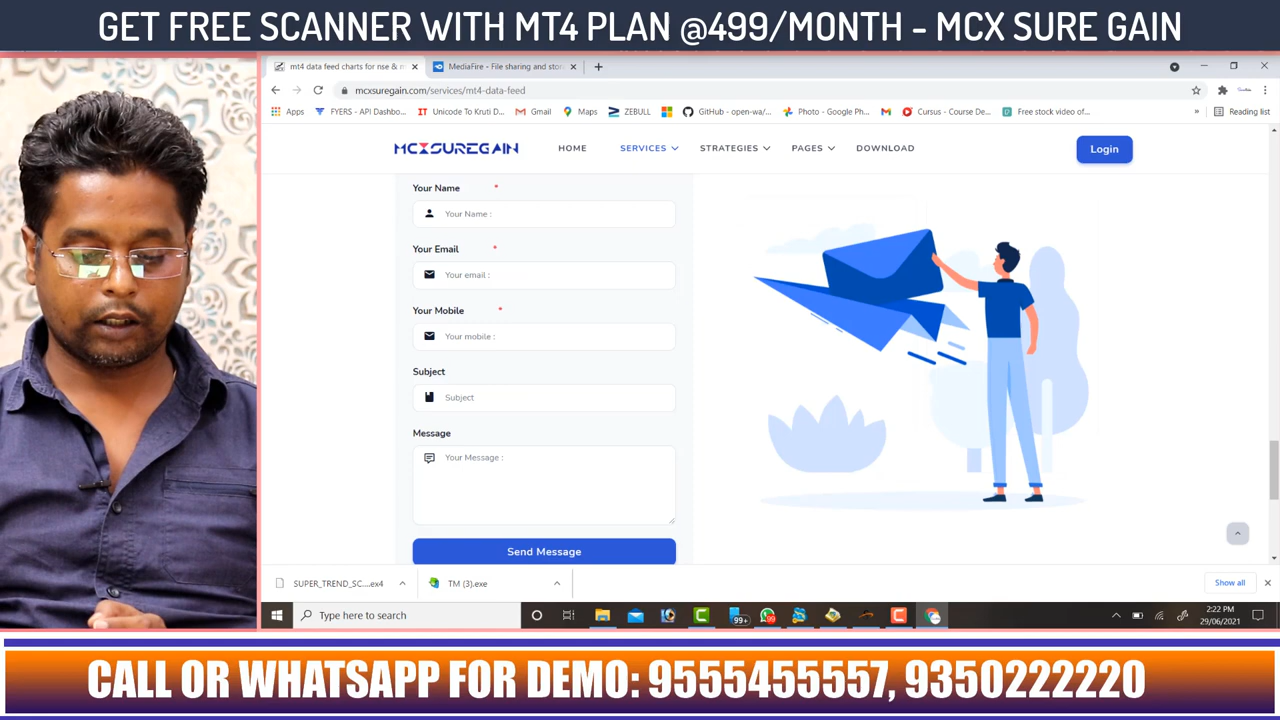 GET FREE SCANNER WITH MT4 PLAN @499/MONTH - MCX SURE GAIN
mt4 data feed charts for nse & m
MediaFire - File sharing and stor
mcxsuregain.com/services/mt4-data-feed
Apps
FYERS - API Dashbo...
Unicode To Kruti D...
Gmail
Maps
ZEBULL
GitHub - open-wa/...
Photo - Google Ph...
Cursus - Course De...
Free stock video of...
»
Reading list
MCXSUREGAIN
HOME
SERVICES
STRATEGIES
PAGES
DOWNLOAD
Login
Your Name *
Your Name :
Your Email *
Your email :
Your Mobile *
Your mobile :
Subject
Subject
Message
Your Message :
Send Message
SUPER_TREND_SC....ex4
TM (3).exe
Show all
Type here to search
99+
99
2:22 PM
29/06/2021
CALL OR WHATSAPP FOR DEMO: 9555455557, 9350222220